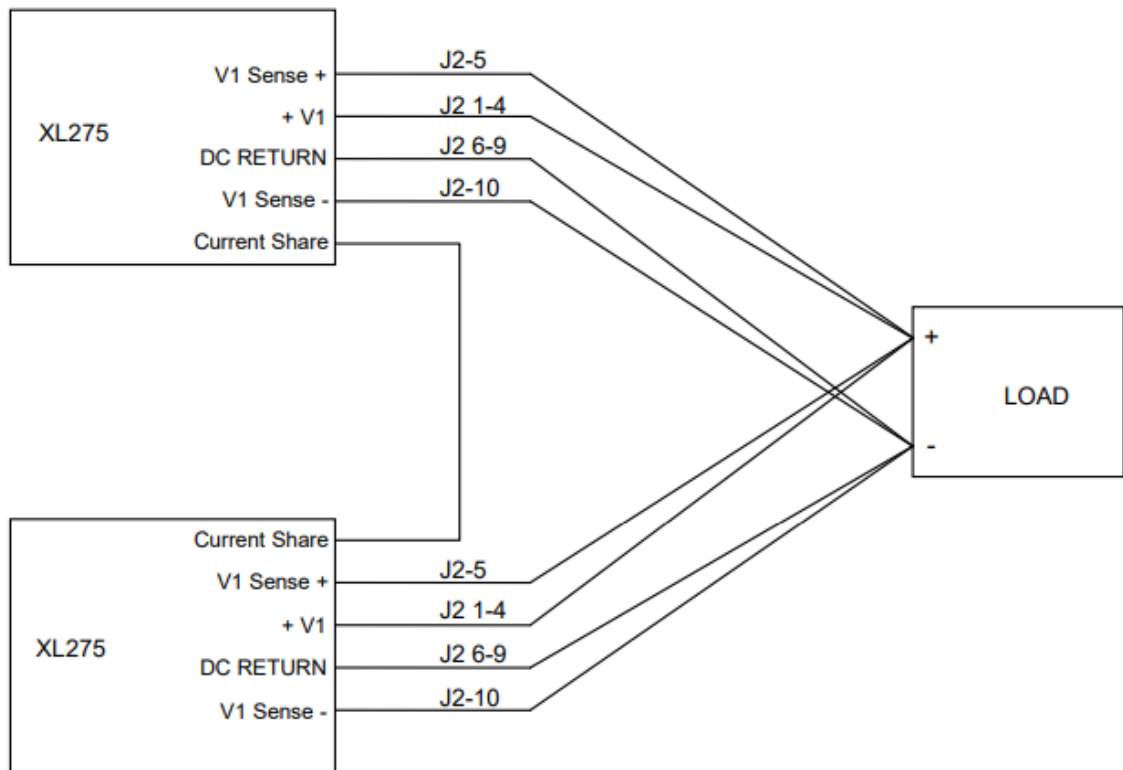 XL275
V1 Sense +
+ V1
DC RETURN
V1 Sense -
Current Share
J2-5
J2 1-4
J2 6-9
J2-10
+
-
LOAD
XL275
Current Share
V1 Sense +
+ V1
DC RETURN
V1 Sense -
J2-5
J2 1-4
J2 6-9
J2-10